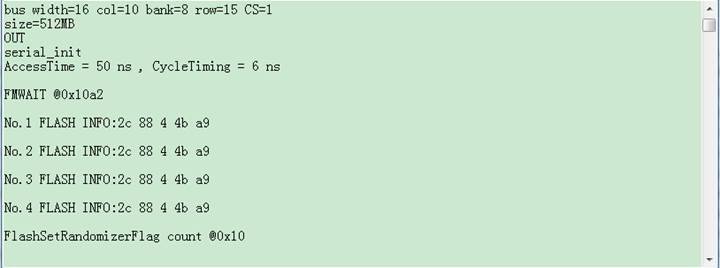 bus width=16 col=10 bank=8 row=15 CS=1
size=512MB
OUT
serial_init
AccessTime = 50 ns , CycleTiming = 6 ns
FMWAIT @0x10a2
No.1 FLASH INFO:2c 88 4 4b a9
No.2 FLASH INFO:2c 88 4 4b a9
No.3 FLASH INFO:2c 88 4 4b a9
No.4 FLASH INFO:2c 88 4 4b a9
FlashSetRandomizerFlag count @0x10